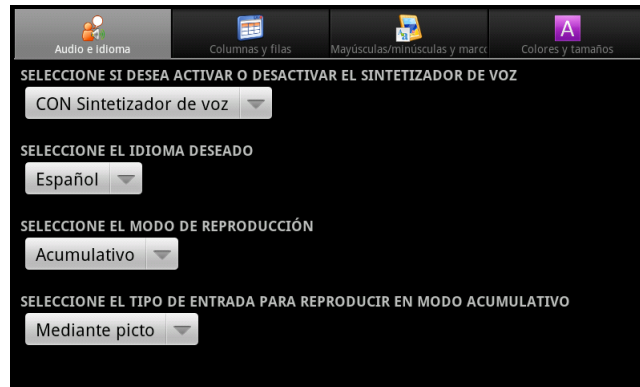 Audio e idioma
Columnas y filas
Mayúsculas/minúsculas y marco
Colores y tamaños
SELECCIONE SI DESEA ACTIVAR O DESACTIVAR EL SINTETIZADOR DE VOZ
CON Sintetizador de voz
SELECCIONE EL IDIOMA DESEADO
Español
SELECCIONE EL MODO DE REPRODUCCIÓN
Acumulativo
SELECCIONE EL TIPO DE ENTRADA PARA REPRODUCIR EN MODO ACUMULATIVO
Mediante picto